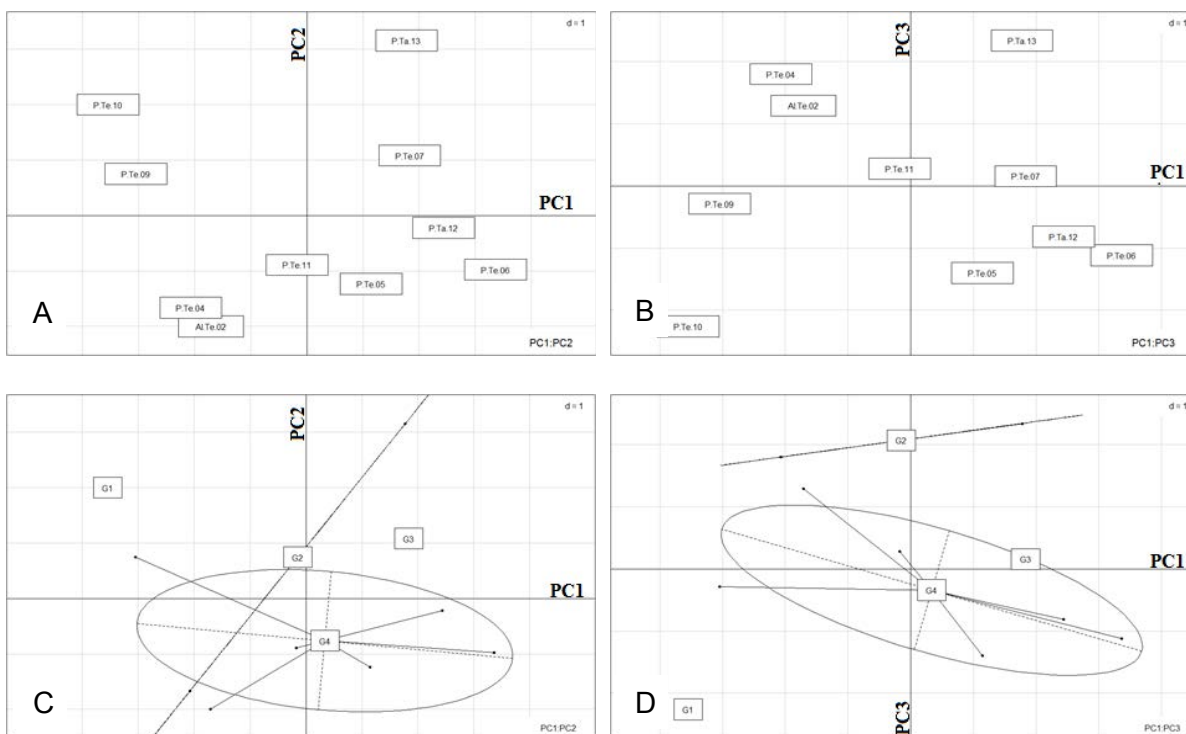 d = 1
PC2
P.Ta.13
P.Te.10
P.Te.07
P.Te.09
PC1
P.Ta.12
P.Te.11
P.Te.06
P.Te.05
P.Te.04
Al.Te.02
A
PC1:PC2
d = 1
PC3
P.Ta.13
P.Te.04
Al.Te.02
P.Te.11
P.Te.07
PC1
P.Te.09
P.Ta.12
P.Te.06
P.Te.05
P.Te.10
B
PC1:PC3
d = 1
PC2
G1
G3
G2
PC1
G4
C
PC1:PC2
d = 1
G2
PC1
G3
G4
G1
PC3
D
PC1:PC3